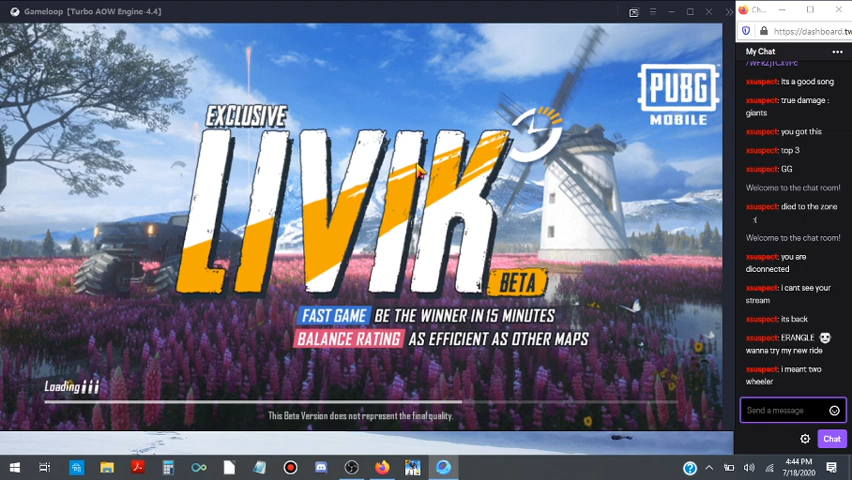 Gameloop [Turbo AOW Engine-4.4]
Ch...
https://dashboard.tw
My Chat
xsuspect: its a good song
xsuspect: true damage :
giants
xsuspect: you got this
xsuspect: top 3
xsuspect: GG
Welcome to the chat room!
xsuspect: died to the zone
:(
Welcome to the chat room!
xsuspect: you are
diconnected
xsuspect: i cant see your
stream
xsuspect: its back
xsuspect: ERANGLE
wanna try my new ride
xsuspect: i meant two
wheeler
Send a message
Chat
PUBG
MOBILE
EXCLUSIVE
LIVIK
BETA
FAST GAME BE THE WINNER IN 15 MINUTES
BALANCE RATING AS EFFICIENT AS OTHER MAPS
Loading
This Beta Version does not represent the final quality.
4:44 PM
7/18/2020